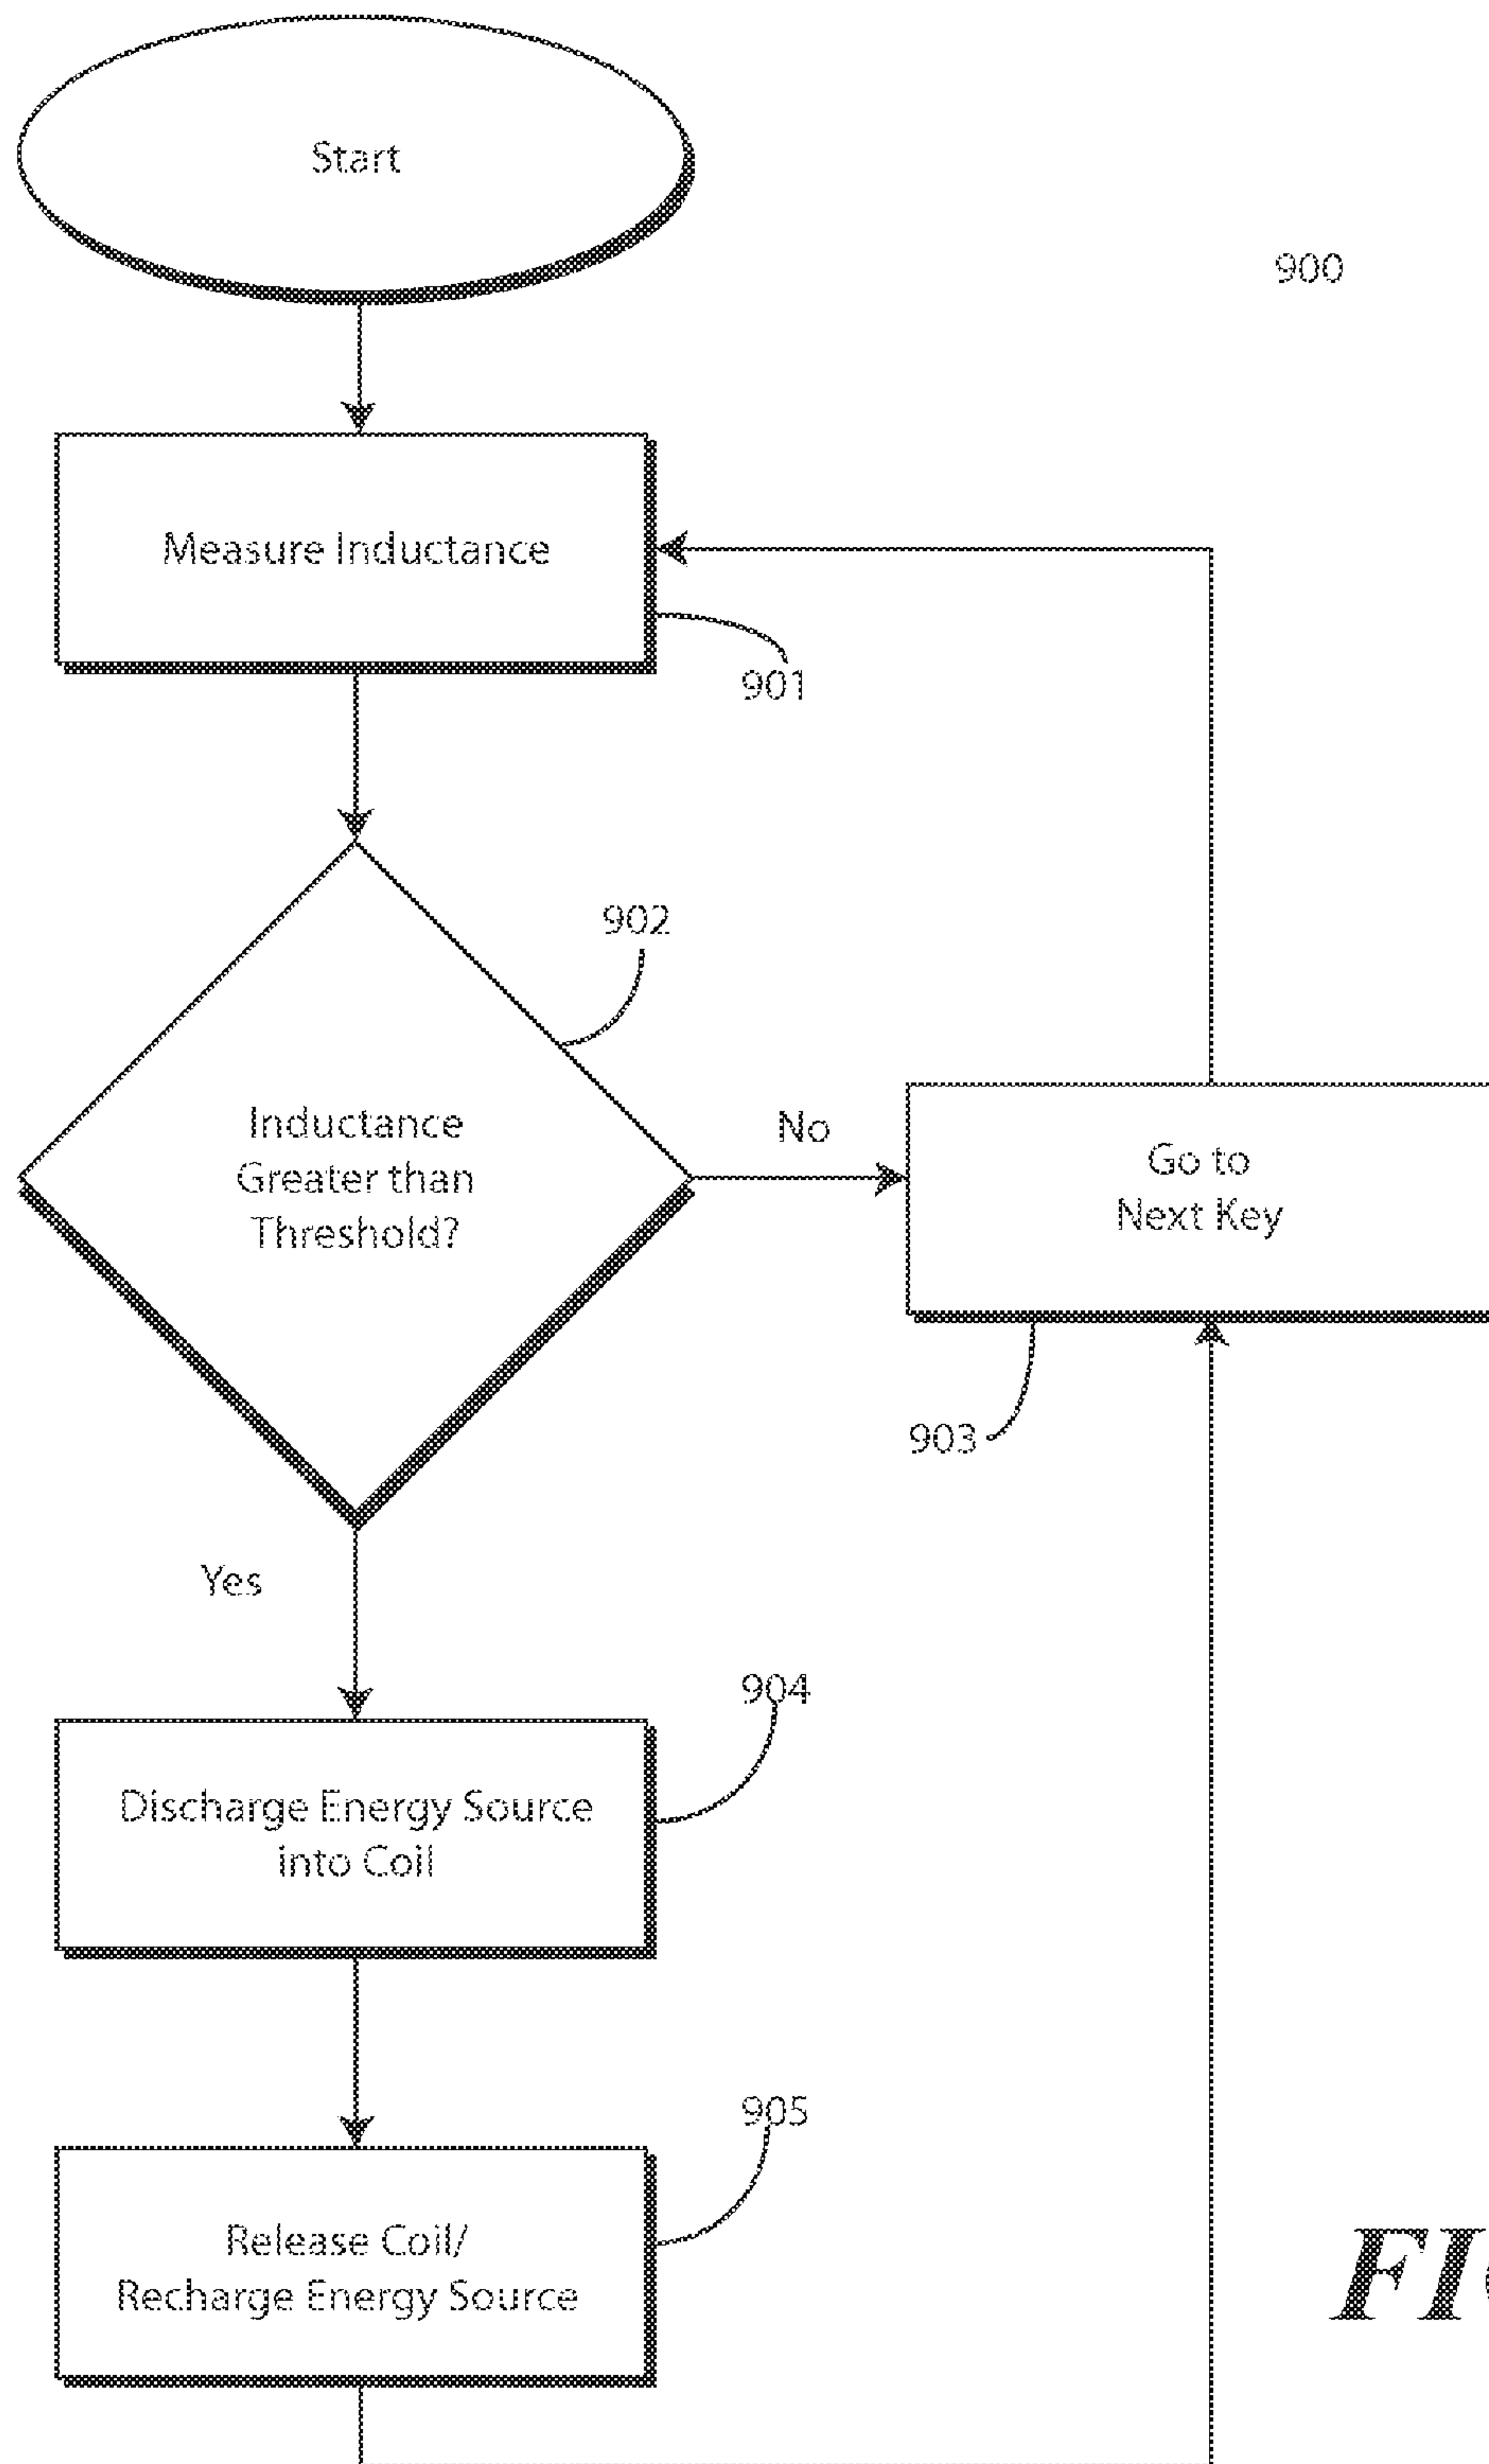 Start
900
Measure Inductance
901
902
Inductance
Greater than
Threshold?
No
Go to
Next Key
903
Yes
904
Discharge Energy Source
into Coil
905
Release Coil/
Recharge Energy Source